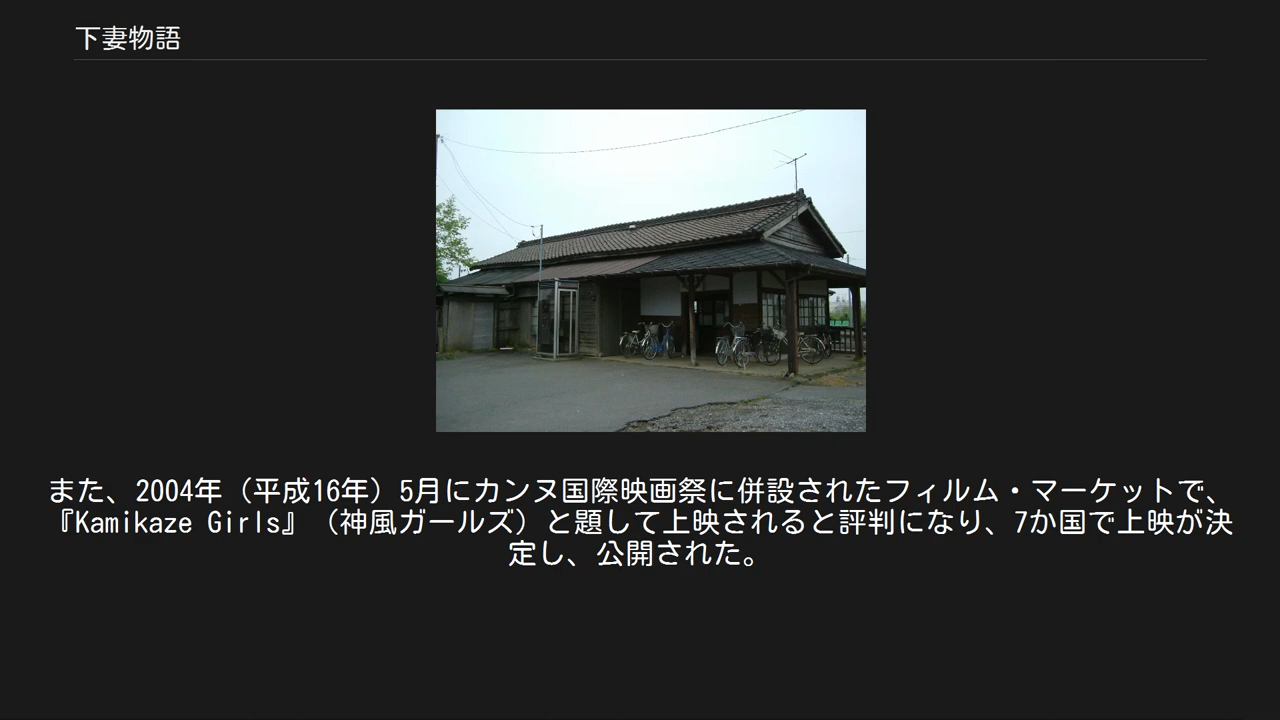 下妻物語
また、2004年（平成16年）5月にカンヌ国際映画祭に併設されたフィルム・マーケットで、
『Kamikaze Girls』（神風ガールズ）と題して上映されると評判になり、7か国で上映が決
定し、公開された。